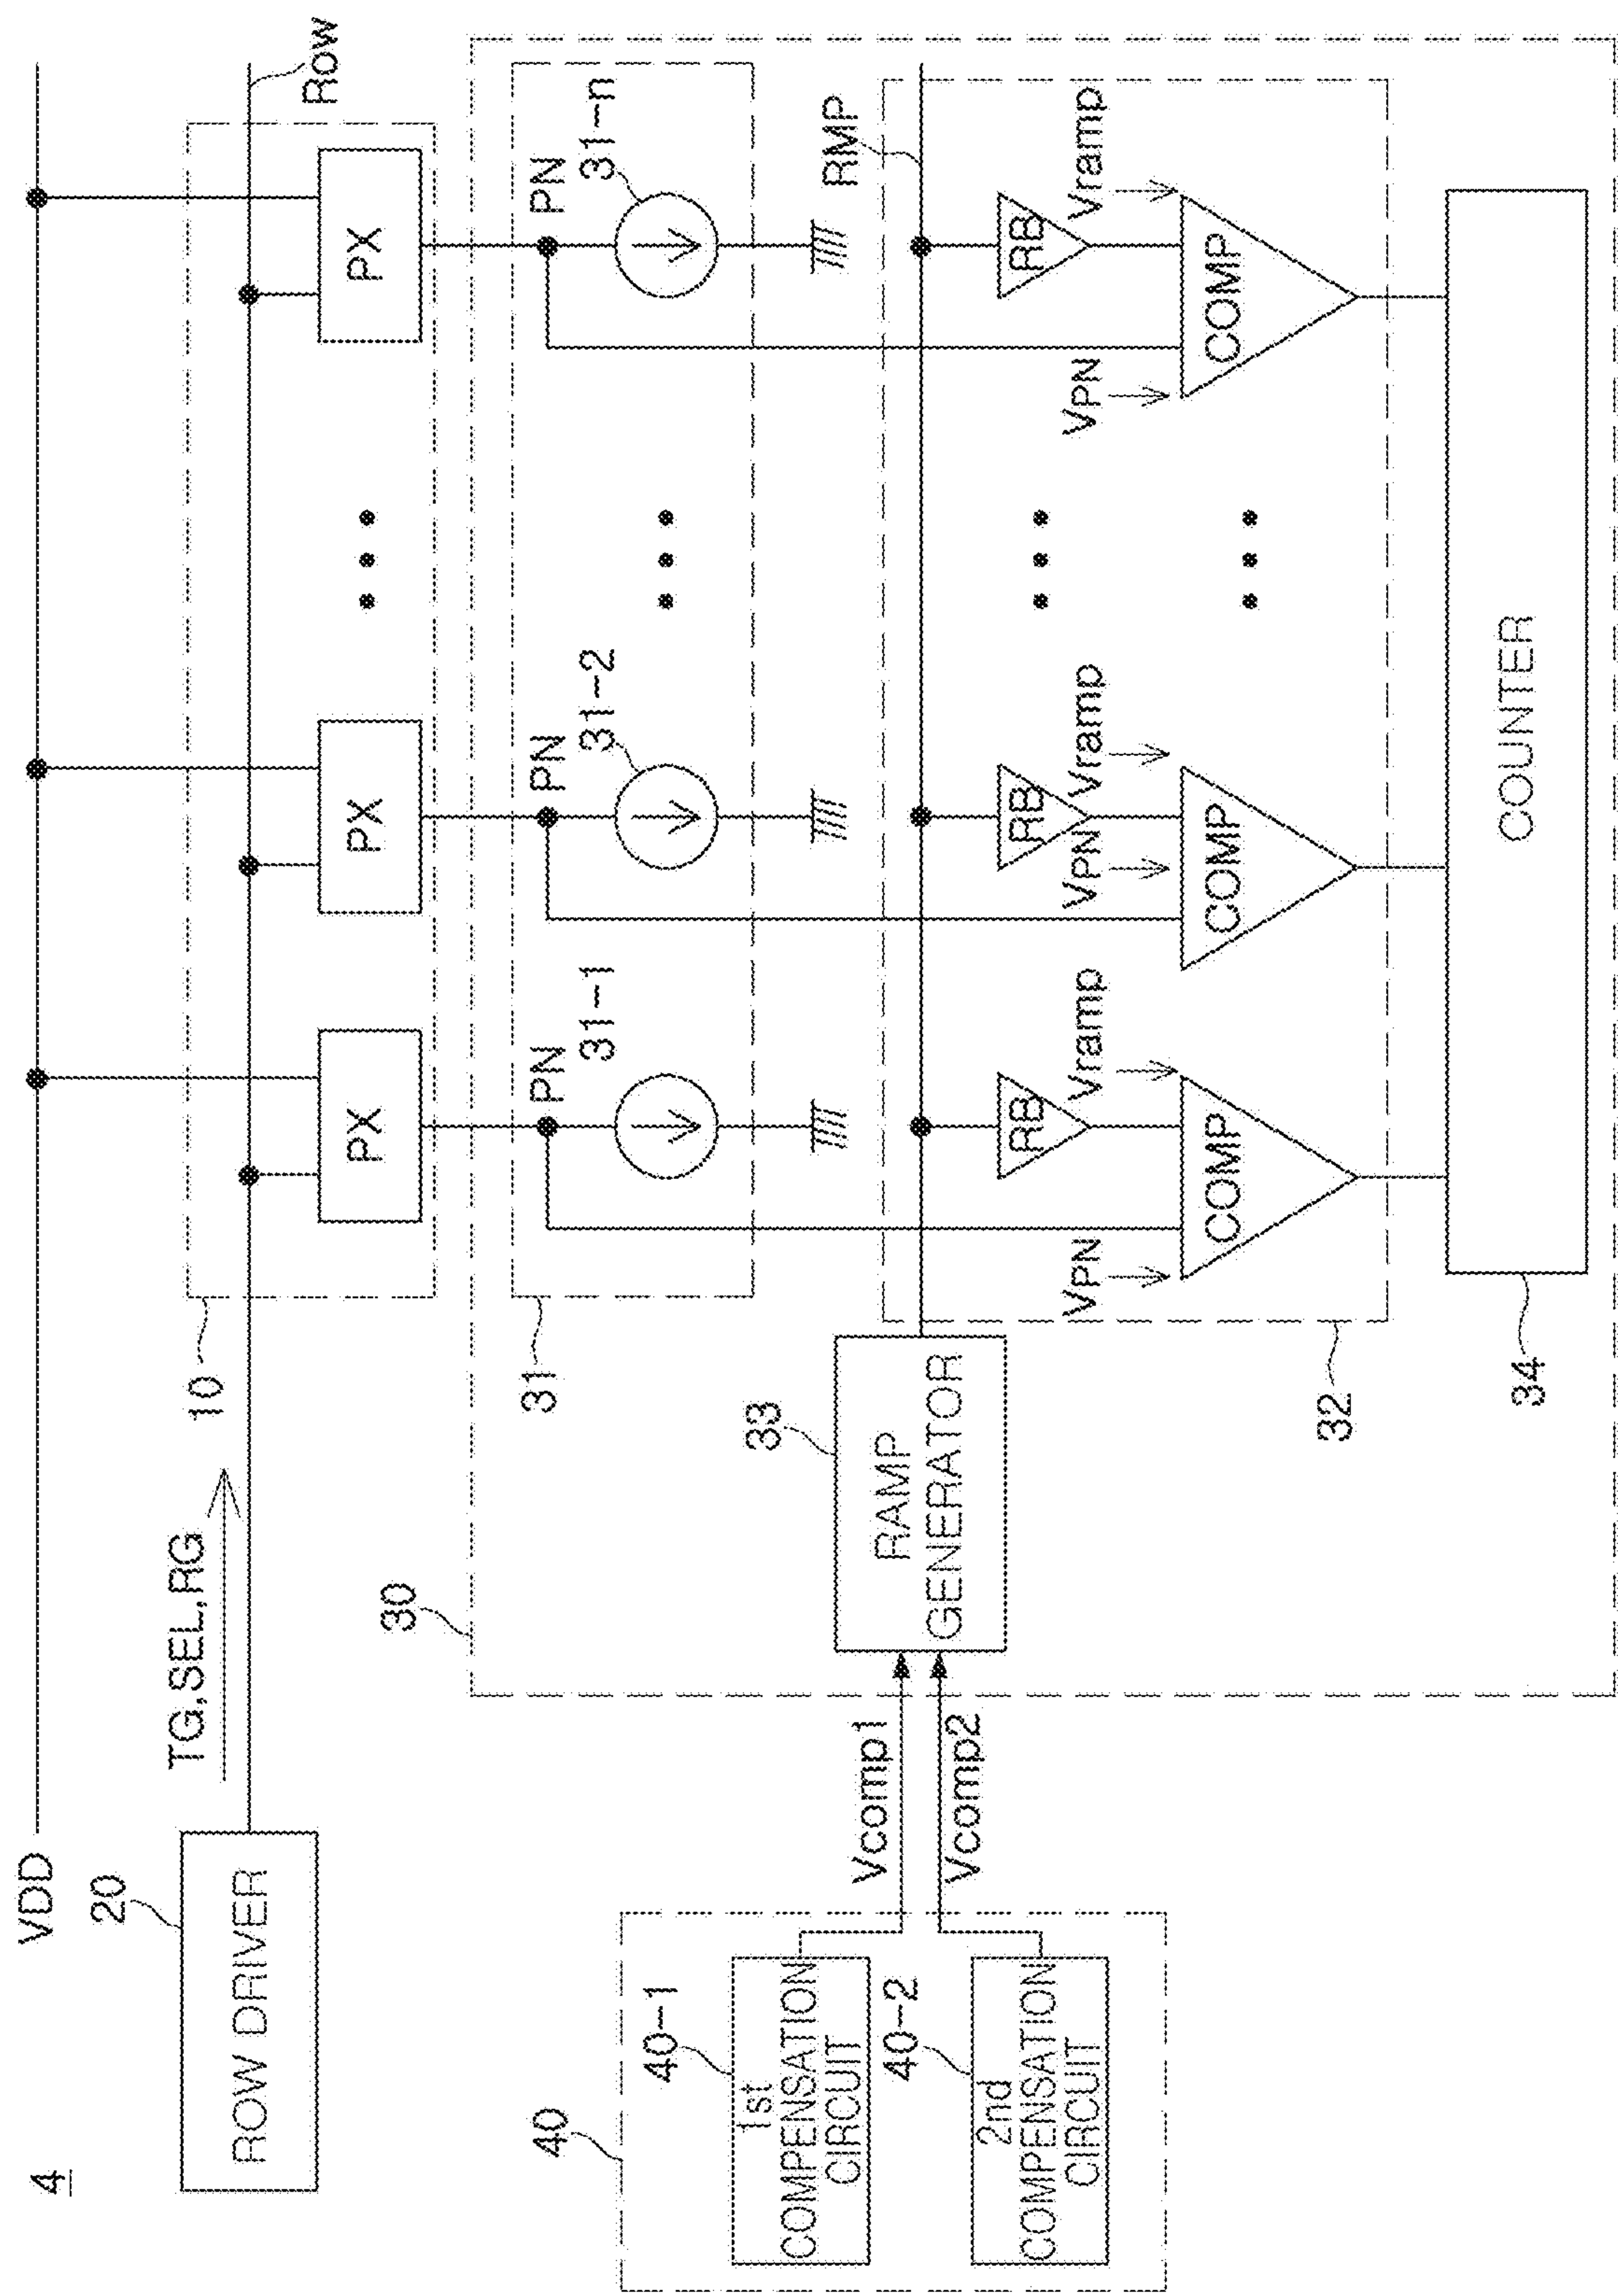 4
VDD
20
ROW DRIVER
TG,SEL,RG
Row
10
PX
PX
PX
30
31
PN
31-1
PN
31-2
PN
31-n
40
40-1
1st
COMPENSATION
CIRCUIT
40-2
2nd
COMPENSATION
CIRCUIT
Vcomp1
Vcomp2
33
RAMP
GENERATOR
RMP
RB
RB
RB
VPN
Vramp
VPN
Vramp
VPN
Vramp
COMP
COMP
COMP
32
34
COUNTER